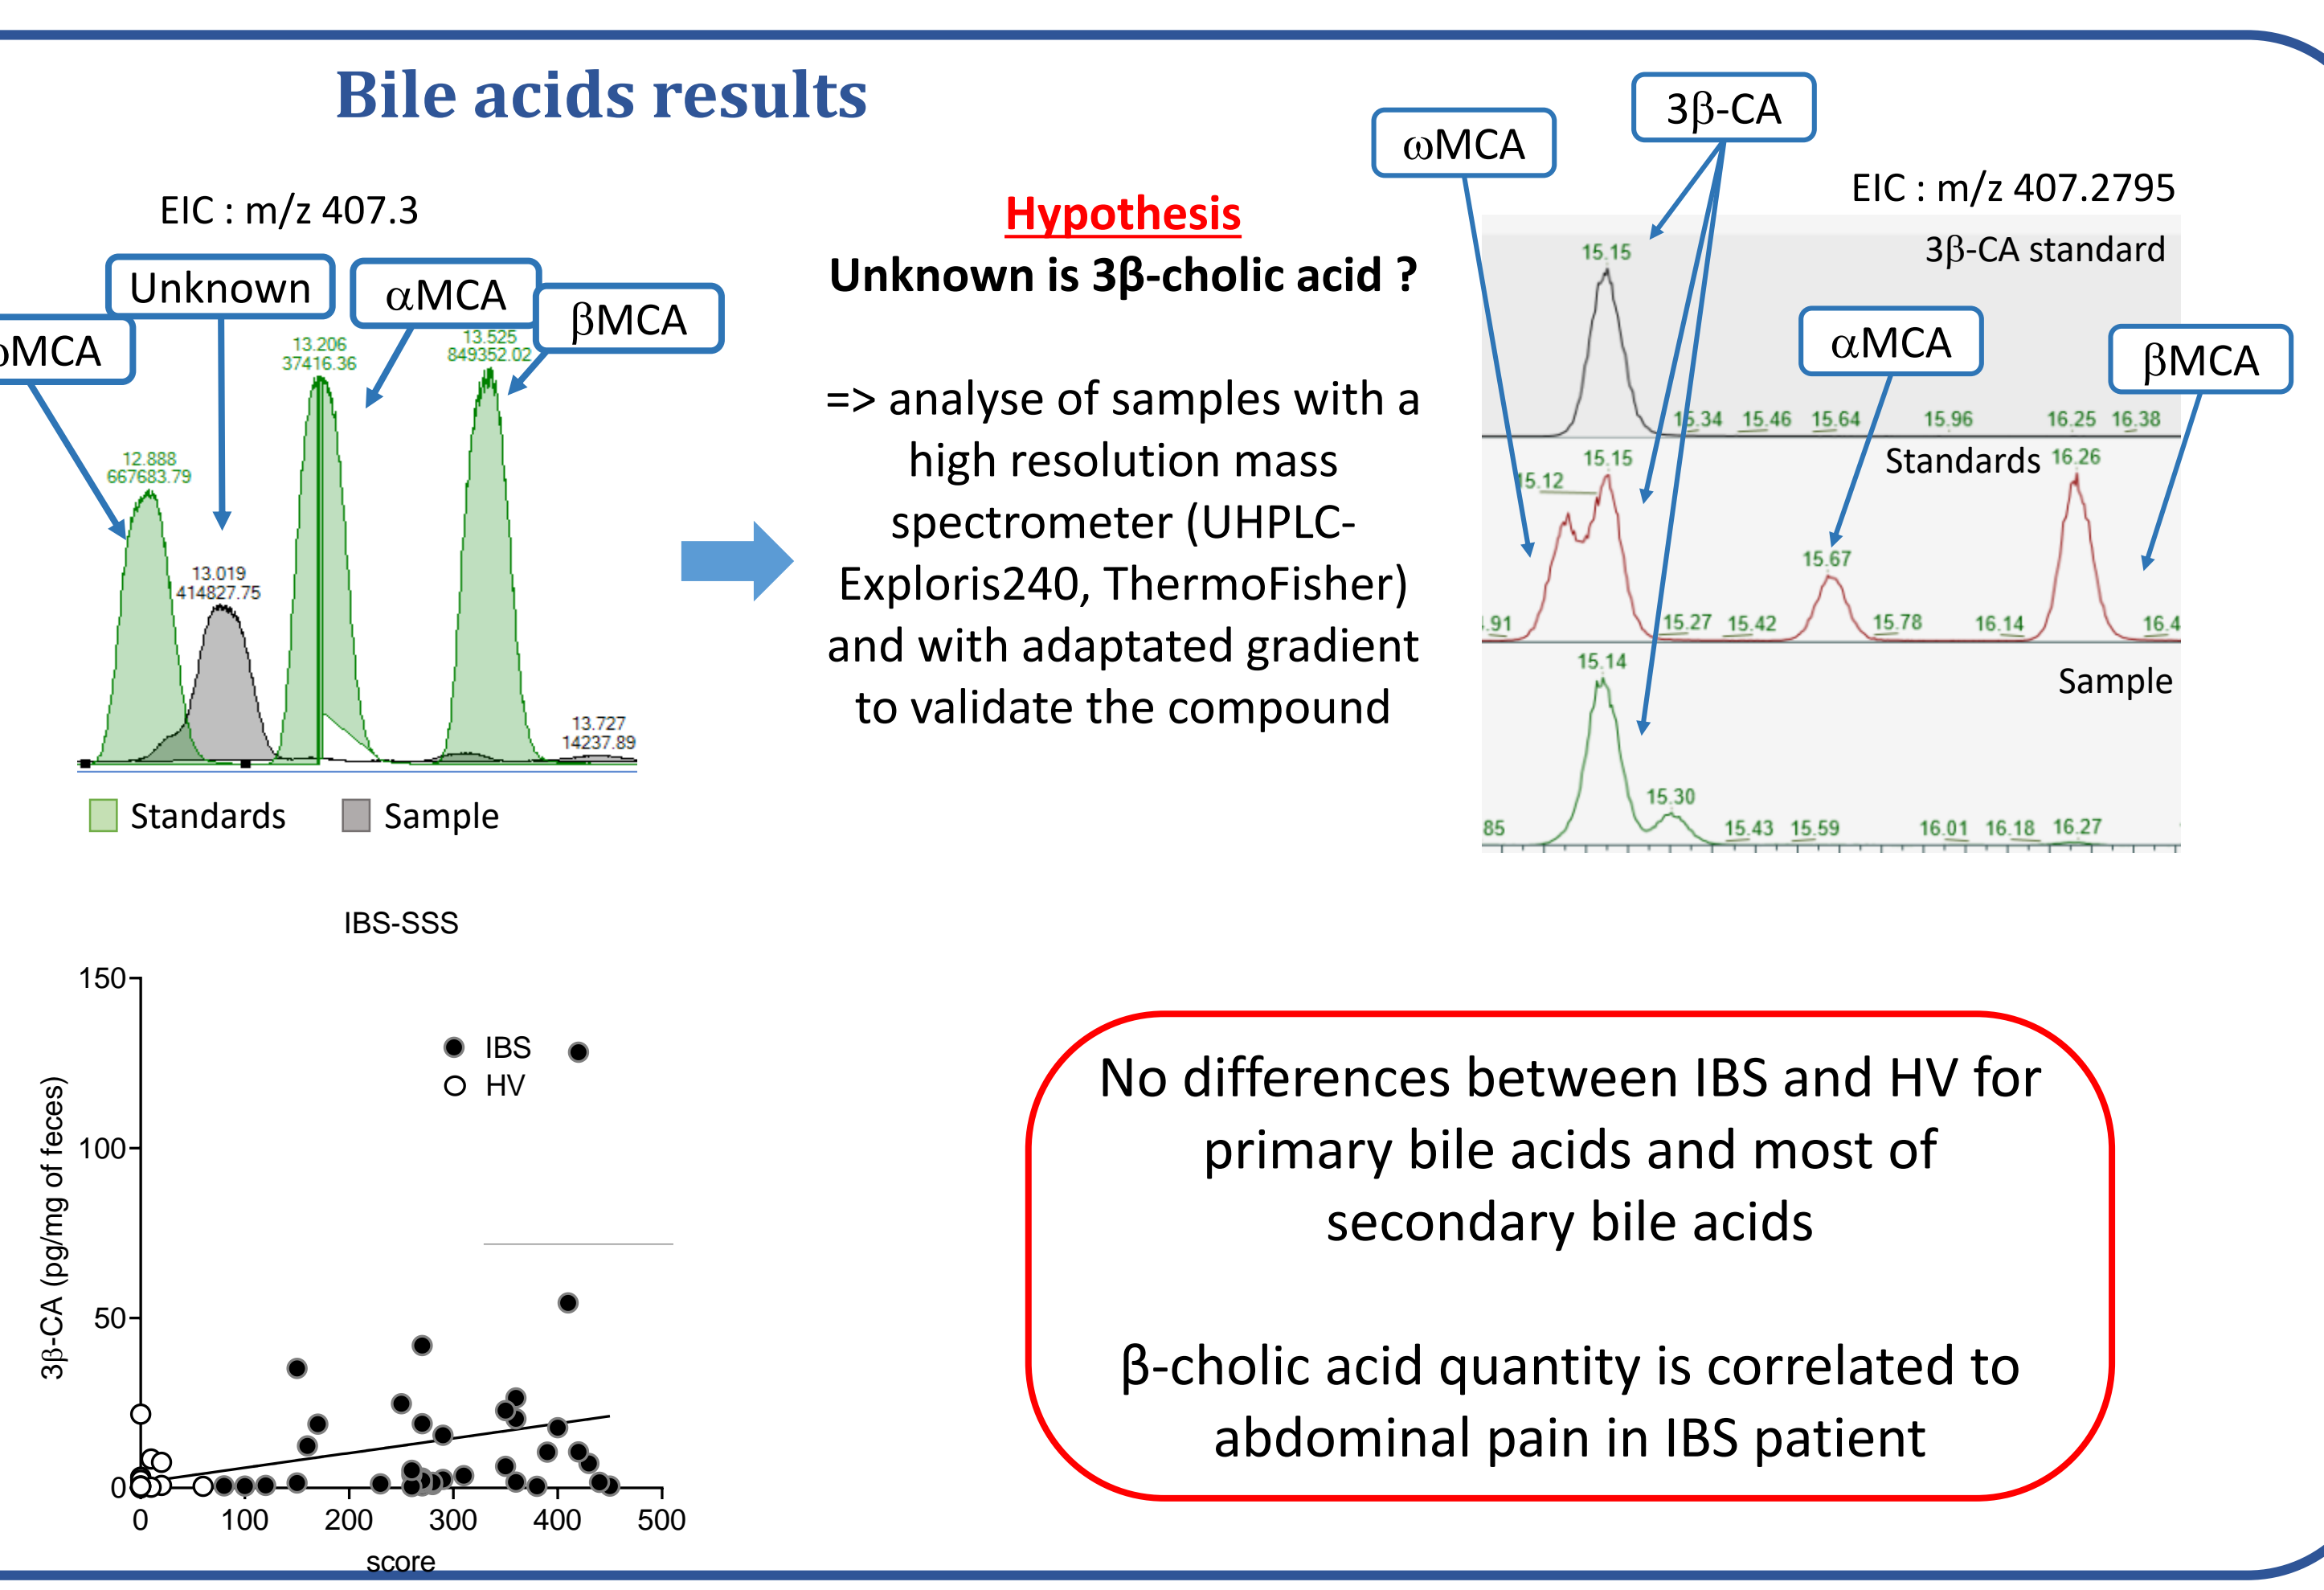 Bile acids results
EIC : m/z 407.3
Unknown
αMCA
βMCA
MCA
12.888
667683.79
13.019
414827.75
13.206
37416.36
13.525
849352.02
13.727
14237.89
Standards
Sample
Hypothesis
Unknown is 3β-cholic acid ?
=> analyse of samples with a
high resolution mass
spectrometer (UHPLC-
Exploris240, ThermoFisher)
and with adaptated gradient
to validate the compound
ωMCA
3β-CA
EIC : m/z 407.2795
3β-CA standard
αMCA
βMCA
15.15
15.34 15.46 15.64 15.96 16.25 16.38
Standards
15.12
15.15
15.67
16.26
.91 15.27 15.42 15.78 16.14 16.4
Sample
15.14
15.30
85 15.43 15.59 16.01 16.18 16.27
IBS-SSS
150
100
50
0
3β-CA (pg/mg of feces)
IBS
HV
0 100 200 300 400 500
score
No differences between IBS and HV for
primary bile acids and most of
secondary bile acids
β-cholic acid quantity is correlated to
abdominal pain in IBS patient